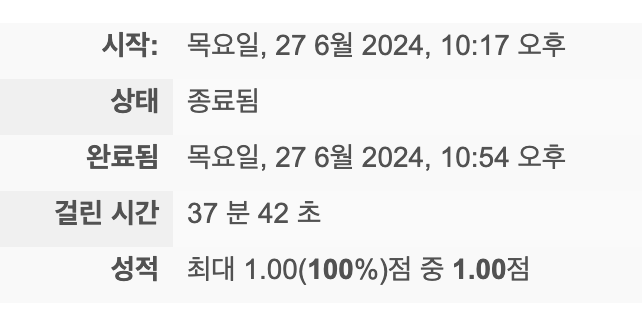 시작: 목요일, 27 6월 2024, 10:17 오후
상태 종료됨
완료됨 목요일, 27 6월 2024, 10:54 오후
걸린 시간 37 분 42 초
성적 최대 1.00(100%)점 중 1.00점